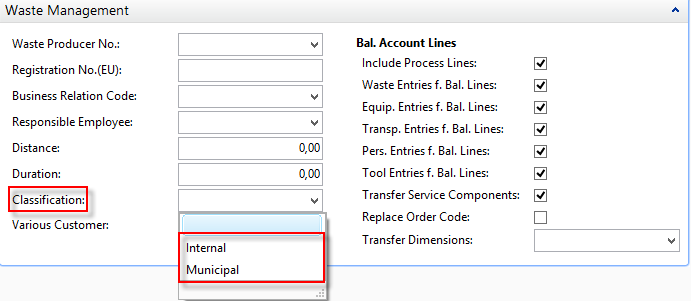 Waste Management
Waste Producer No.:
Registration No.(EU):
Business Relation Code:
Responsible Employee:
Distance: 0,00
Duration: 0,00
Classification:
Various Customer:
Internal
Municipal
Bal. Account Lines
Include Process Lines:
Waste Entries f. Bal. Lines:
Equip. Entries f. Bal. Lines:
Transp. Entries f. Bal. Lines:
Pers. Entries f. Bal. Lines:
Tool Entries f. Bal. Lines:
Transfer Service Components:
Replace Order Code:
Transfer Dimensions: